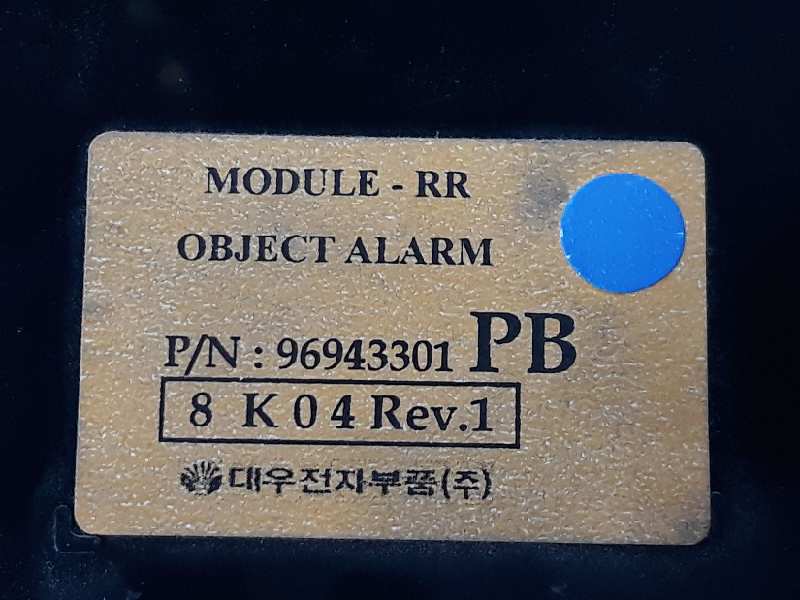 MODULE - RR
OBJECT ALARM
P/N : 96943301 PB
8 K 0 4 Rev.1
대우전자부품(주)